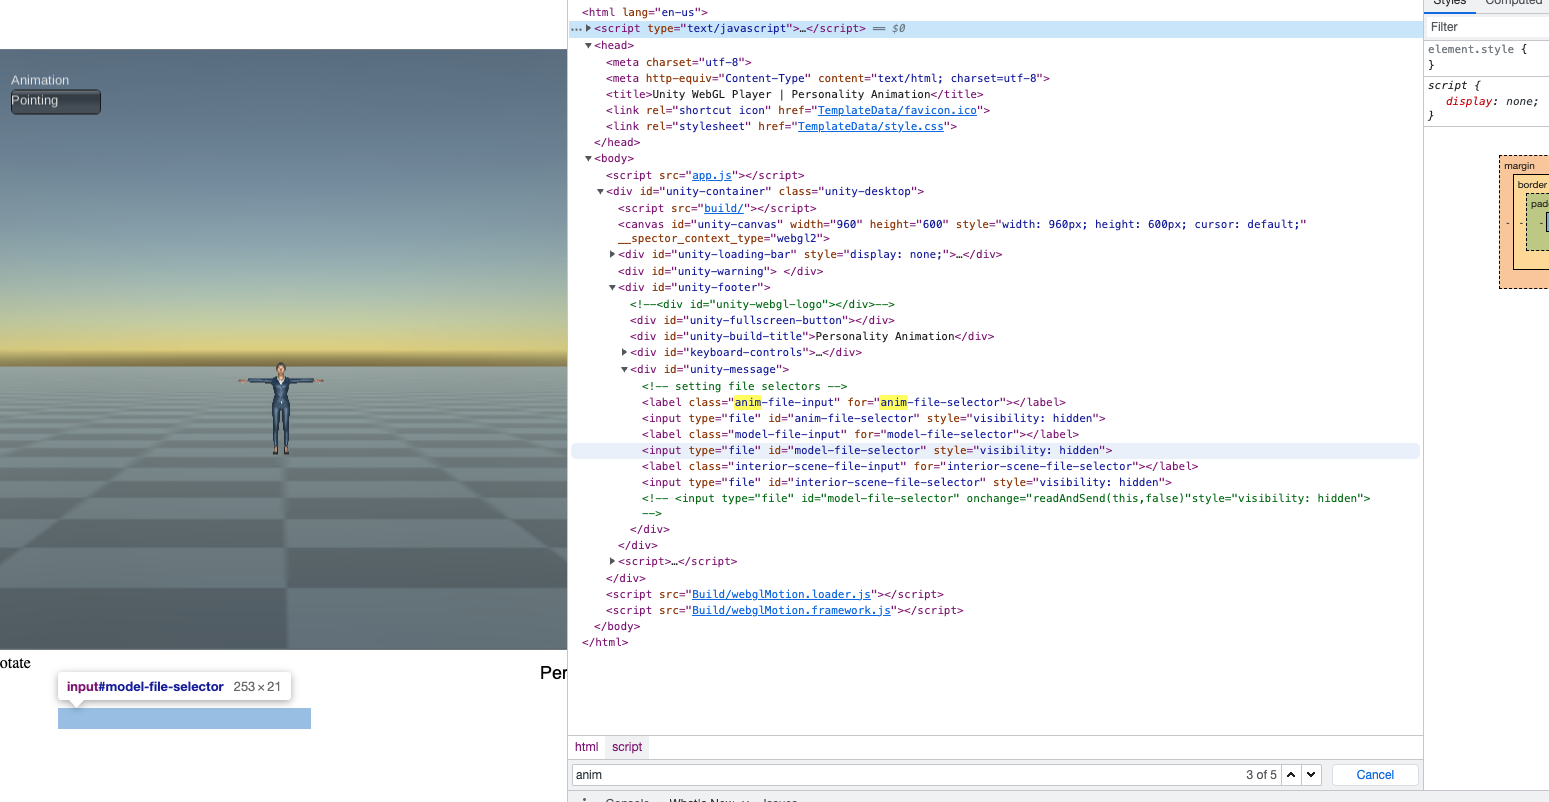 Animation
Pointing
otate
Per
input#model-file-selector 253 × 21
<html lang="en-us">
<script type="text/javascript">…</script> == $0
<head>
<meta charset="utf-8">
<meta http-equiv="Content-Type" content="text/html; charset=utf-8">
<title>Unity WebGL Player | Personality Animation</title>
<link rel="shortcut icon" href="TemplateData/favicon.ico">
<link rel="stylesheet" href="TemplateData/style.css">
</head>
<body>
<script src="app.js"></script>
<div id="unity-container" class="unity-desktop">
<script src="build/"></script>
<canvas id="unity-canvas" width="960" height="600" style="width: 960px; height: 600px; cursor: default;"
__spector_context_type="webgl2">
<div id="unity-loading-bar" style="display: none;">…</div>
<div id="unity-warning"> </div>
<div id="unity-footer">
<!--<div id="unity-webgl-logo"></div>-->
<div id="unity-fullscreen-button"></div>
<div id="unity-build-title">Personality Animation</div>
<div id="keyboard-controls">…</div>
<div id="unity-message">
<!-- setting file selectors -->
<label class="anim-file-input" for="anim-file-selector"></label>
<input type="file" id="anim-file-selector" style="visibility: hidden">
<label class="model-file-input" for="model-file-selector"></label>
<input type="file" id="model-file-selector" style="visibility: hidden">
<label class="interior-scene-file-input" for="interior-scene-file-selector"></label>
<input type="file" id="interior-scene-file-selector" style="visibility: hidden">
<!-- <input type="file" id="model-file-selector" onchange="readAndSend(this,false)"style="visibility: hidden">
-->
</div>
</div>
<script>…</script>
</div>
<script src="Build/webglMotion.loader.js"></script>
<script src="Build/webglMotion.framework.js"></script>
</body>
</html>
html script
anim 3 of 5 Cancel
Console What's New Issues
Styles Computed
Filter
element.style {
}
script {
display: none;
}
margin
border
pad